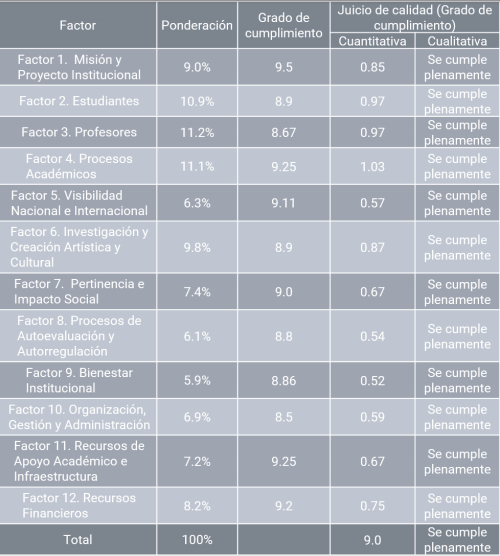 Factor
Ponderación
Grado de
cumplimiento
Juicio de calidad (Grado de
cumplimiento)
Cuantitativa
Cualitativa
Factor 1. Misión y
Proyecto Institucional
9.0%
9.5
0.85
Se cumple
plenamente
Factor 2. Estudiantes
10.9%
8.9
0.97
Se cumple
plenamente
Factor 3. Profesores
11.2%
8.67
0.97
Se cumple
plenamente
Factor 4. Procesos
Académicos
11.1%
9.25
1.03
Se cumple
plenamente
Factor 5. Visibilidad
Nacional e Internacional
6.3%
9.11
0.57
Se cumple
plenamente
Factor 6. Investigación y
Creación Artística y
Cultural
9.8%
8.9
0.87
Se cumple
plenamente
Factor 7. Pertinencia e
Impacto Social
7.4%
9.0
0.67
Se cumple
plenamente
Factor 8. Procesos de
Autoevaluación y
Autorregulación
6.1%
8.8
0.54
Se cumple
plenamente
Factor 9. Bienestar
Institucional
5.9%
8.86
0.52
Se cumple
plenamente
Factor 10. Organización,
Gestión y Administración
6.9%
8.5
0.59
Se cumple
plenamente
Factor 11. Recursos de
Apoyo Académico e
Infraestructura
7.2%
9.25
0.67
Se cumple
plenamente
Factor 12. Recursos
Financieros
8.2%
9.2
0.75
Se cumple
plenamente
Total
100%
9.0
Se cumple
plenamente